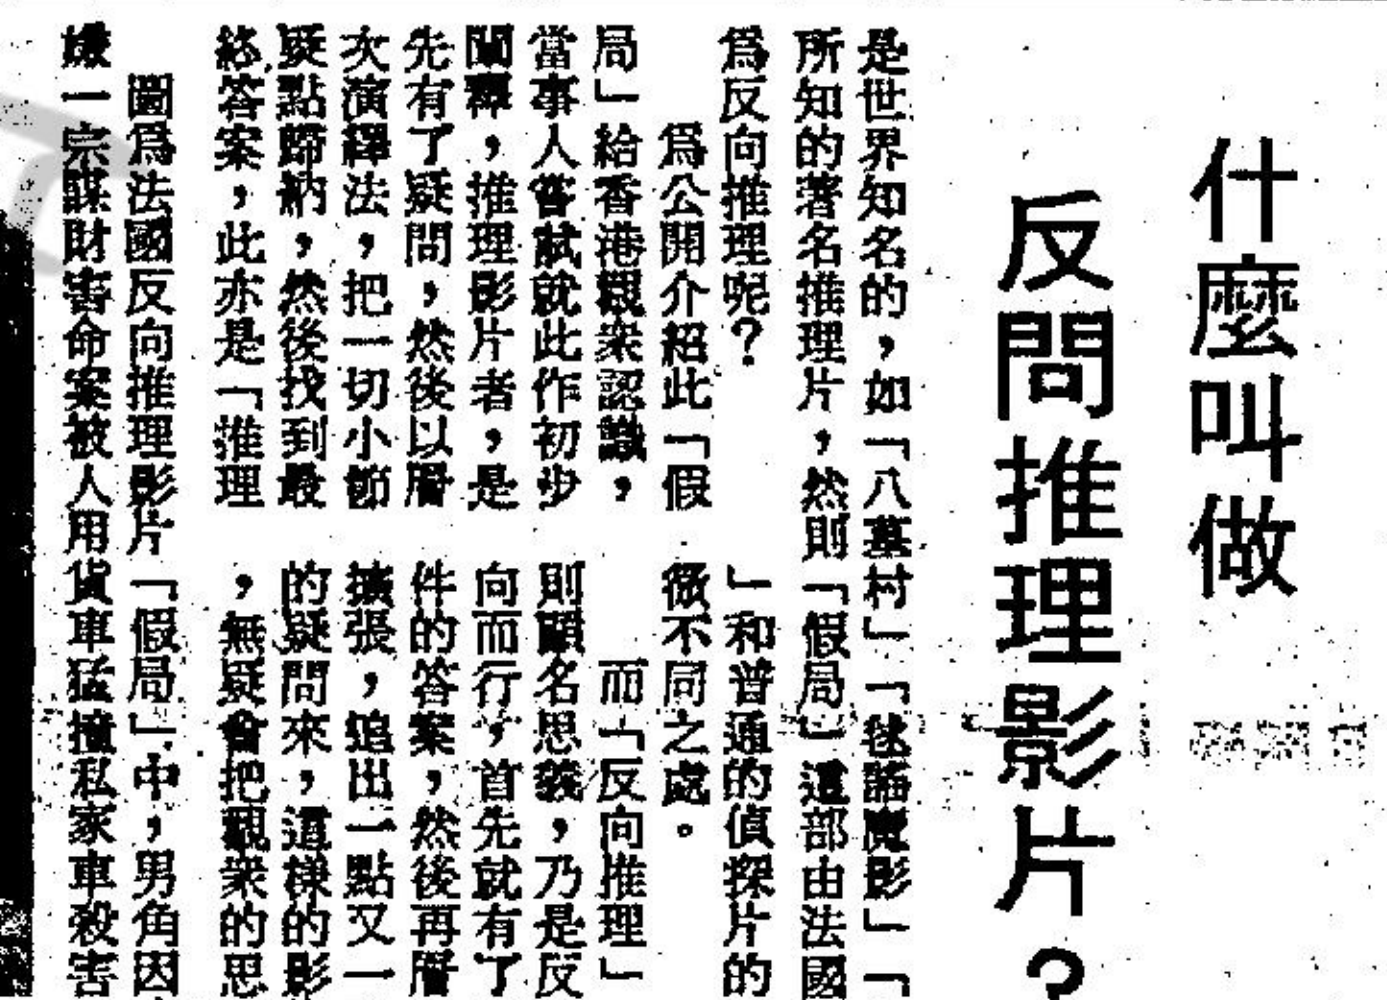 什麼叫做
反問推理影片？
是世界知名的，如「八墓村」「毬謠魔影」「
所知的著名推理片，然則「假局」這部由法國
爲反向推理呢？
爲公開介紹此「假
局」給香港觀衆認識，
當事人嘗試就此作初步
闡釋，推理影片者，是
先有了疑問，然後以層
次演繹法，把一切小節
疑點歸納，然後找到最
終答案，此亦是「推理
」和普通的偵探片的
微不同之處。
而「反向推理」
則顧名思義，乃是反
向而行，首先就有了
件的答案，然後再層
擴張，追出一點又一
的疑問來，這樣的影
，無疑會把觀衆的思
圖爲法國反向推理影片「假局」中，男角因
嫌一宗謀財害命案被人用貨車猛撞私家車殺害